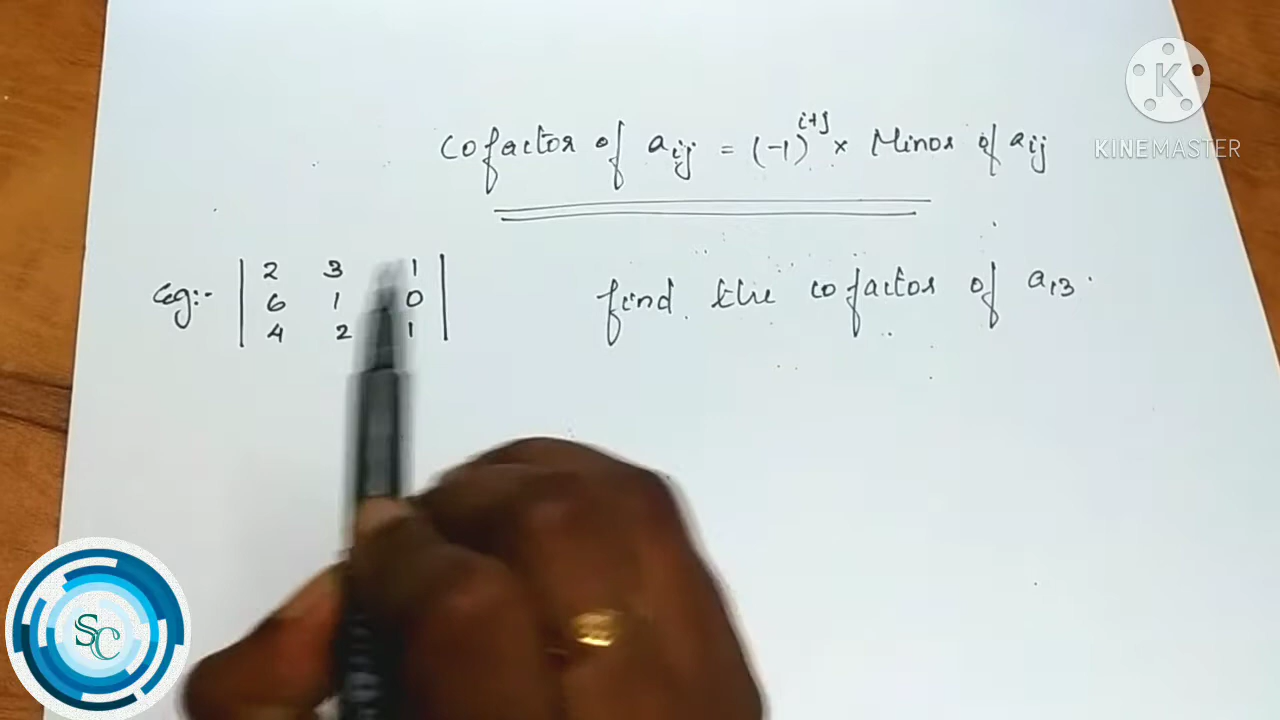 Cofactor of aij = (-1)^i+j × Minor of aij
eg:- | 2 3 1 |
| 6 1 0 |
| 4 2 1 |
find the cofactor of a13.
KINEMASTER
K
SC